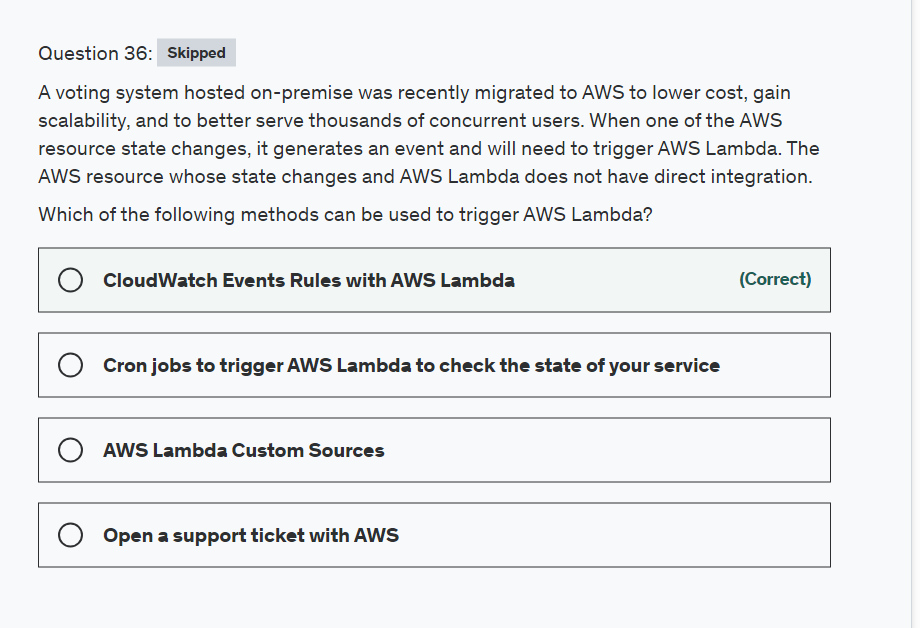 Question 36: Skipped
A voting system hosted on-premise was recently migrated to AWS to lower cost, gain
scalability, and to better serve thousands of concurrent users. When one of the AWS
resource state changes, it generates an event and will need to trigger AWS Lambda. The
AWS resource whose state changes and AWS Lambda does not have direct integration.
Which of the following methods can be used to trigger AWS Lambda?
CloudWatch Events Rules with AWS Lambda (Correct)
Cron jobs to trigger AWS Lambda to check the state of your service
AWS Lambda Custom Sources
Open a support ticket with AWS